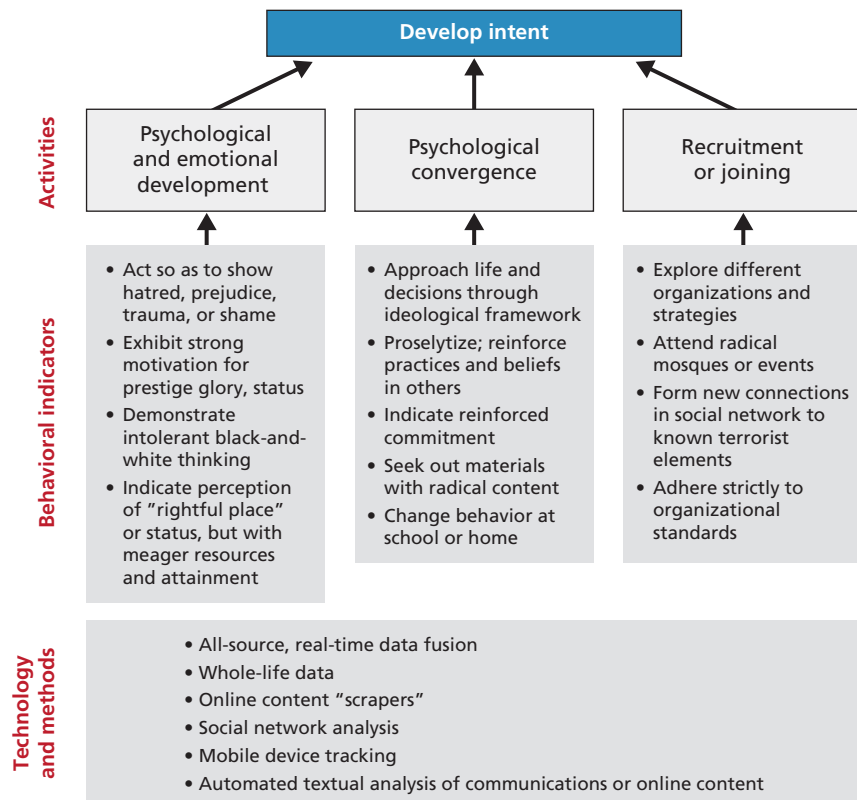 Develop intent
Activities
Psychological
and emotional
development
Psychological
convergence
Recruitment
or joining
Behavioral indicators
• Act so as to show
hatred, prejudice,
trauma, or shame
• Exhibit strong
motivation for
prestige glory, status
• Demonstrate
intolerant black-and-
white thinking
• Indicate perception
of ”rightful place”
or status, but with
meager resources
and attainment
• Approach life and
decisions through
ideological framework
• Proselytize; reinforce
practices and beliefs
in others
• Indicate reinforced
commitment
• Seek out materials
with radical content
• Change behavior at
school or home
• Explore different
organizations and
strategies
• Attend radical
mosques or events
• Form new connections
in social network to
known terrorist
elements
• Adhere strictly to
organizational
standards
Technology
and methods
• All-source, real-time data fusion
• Whole-life data
• Online content “scrapers”
• Social network analysis
• Mobile device tracking
• Automated textual analysis of communications or online content